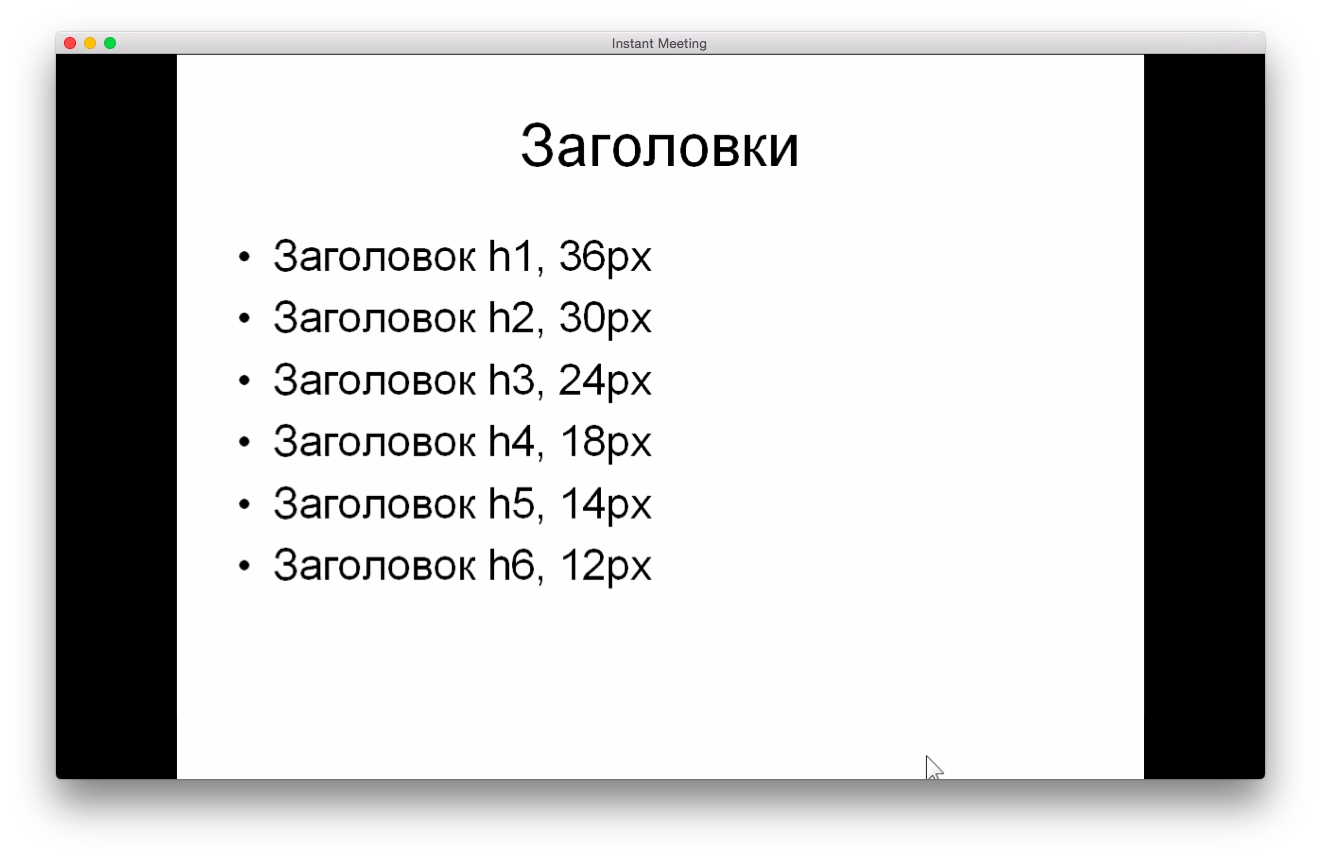 Instant Meeting
Заголовки
• Заголовок h1, 36px
• Заголовок h2, 30px
• Заголовок h3, 24px
• Заголовок h4, 18px
• Заголовок h5, 14px
• Заголовок h6, 12px